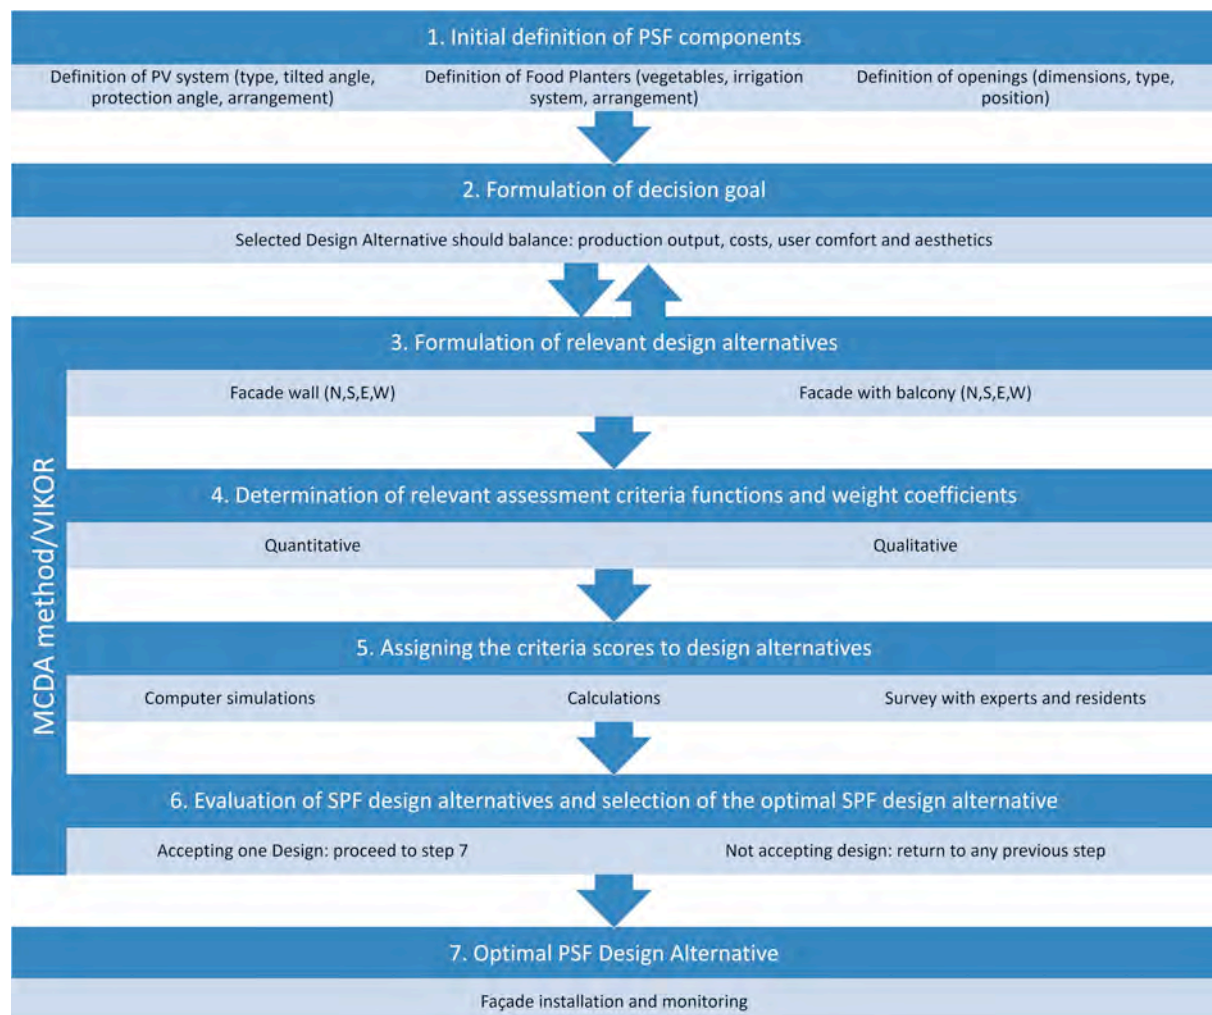 1. Initial definition of PSF components
Definition of PV system (type, tilted angle,
protection angle, arrangement)
Definition of Food Planters (vegetables, irrigation
system, arrangement)
Definition of openings (dimensions, type,
position)
2. Formulation of decision goal
Selected Design Alternative should balance: production output, costs, user comfort and aesthetics
MCDA method/VIKOR
3. Formulation of relevant design alternatives
Facade wall (N,S,E,W)
Facade with balcony (N,S,E,W)
4. Determination of relevant assessment criteria functions and weight coefficients
Quantitative
Qualitative
5. Assigning the criteria scores to design alternatives
Computer simulations
Calculations
Survey with experts and residents
6. Evaluation of SPF design alternatives and selection of the optimal SPF design alternative
Accepting one Design: proceed to step 7
Not accepting design: return to any previous step
7. Optimal PSF Design Alternative
Façade installation and monitoring